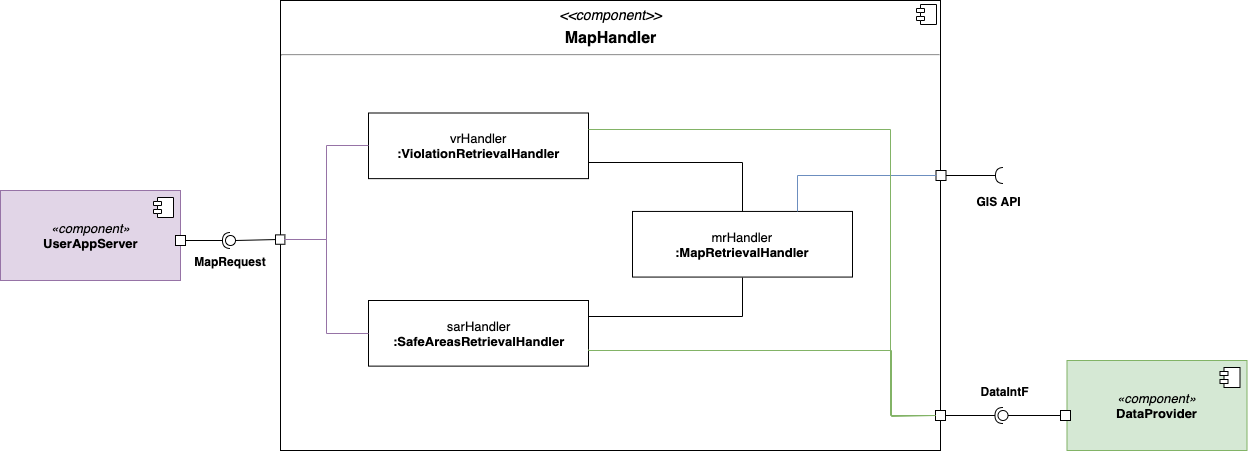 <<component>>
MapHandler
vrHandler
:ViolationRetrievalHandler
GIS API
«component»
UserAppServer
MapRequest
mrHandler
:MapRetrievalHandler
sarHandler
:SafeAreasRetrievalHandler
DataIntF
«component»
DataProvider